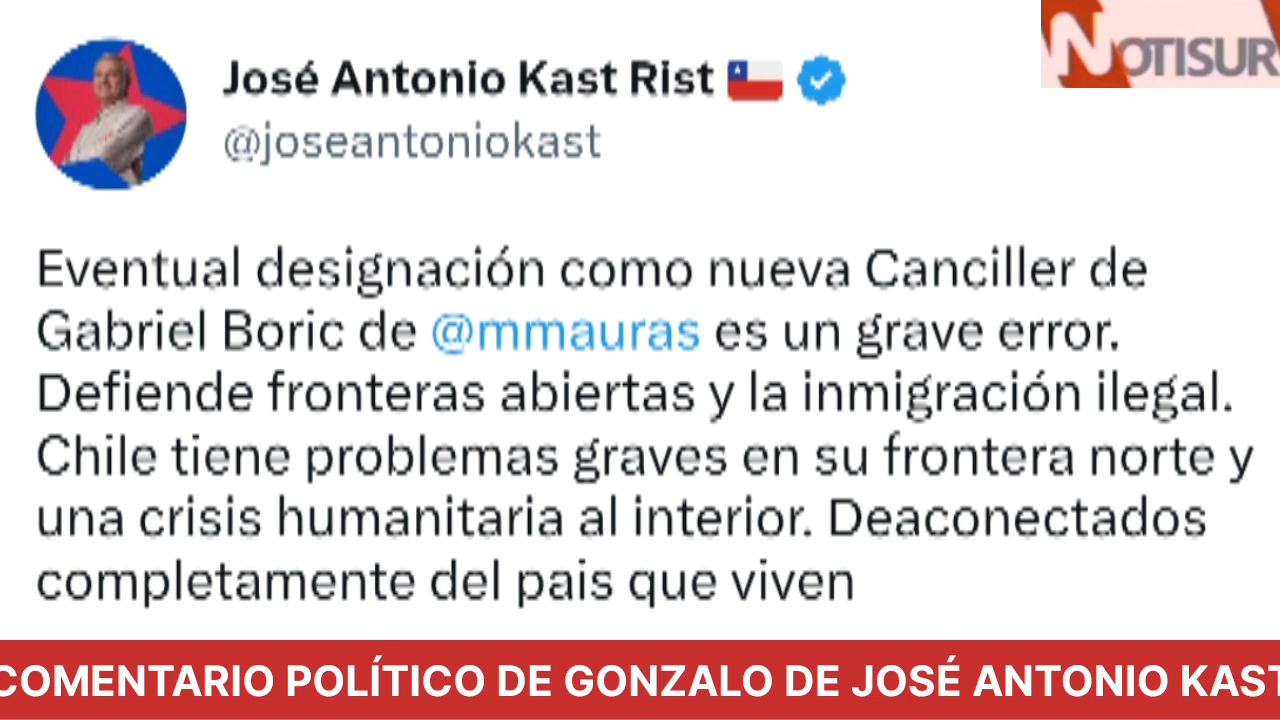 NOTISUR
José Antonio Kast Rist
@joseantoniokast
Eventual designación como nueva Canciller de
Gabriel Boric de @mmauras es un grave error.
Defiende fronteras abiertas y la inmigración ilegal.
Chile tiene problemas graves en su frontera norte y
una crisis humanitaria al interior. Deaconectados
completamente del pais que viven
COMENTARIO POLÍTICO DE GONZALO DE JOSÉ ANTONIO KAST